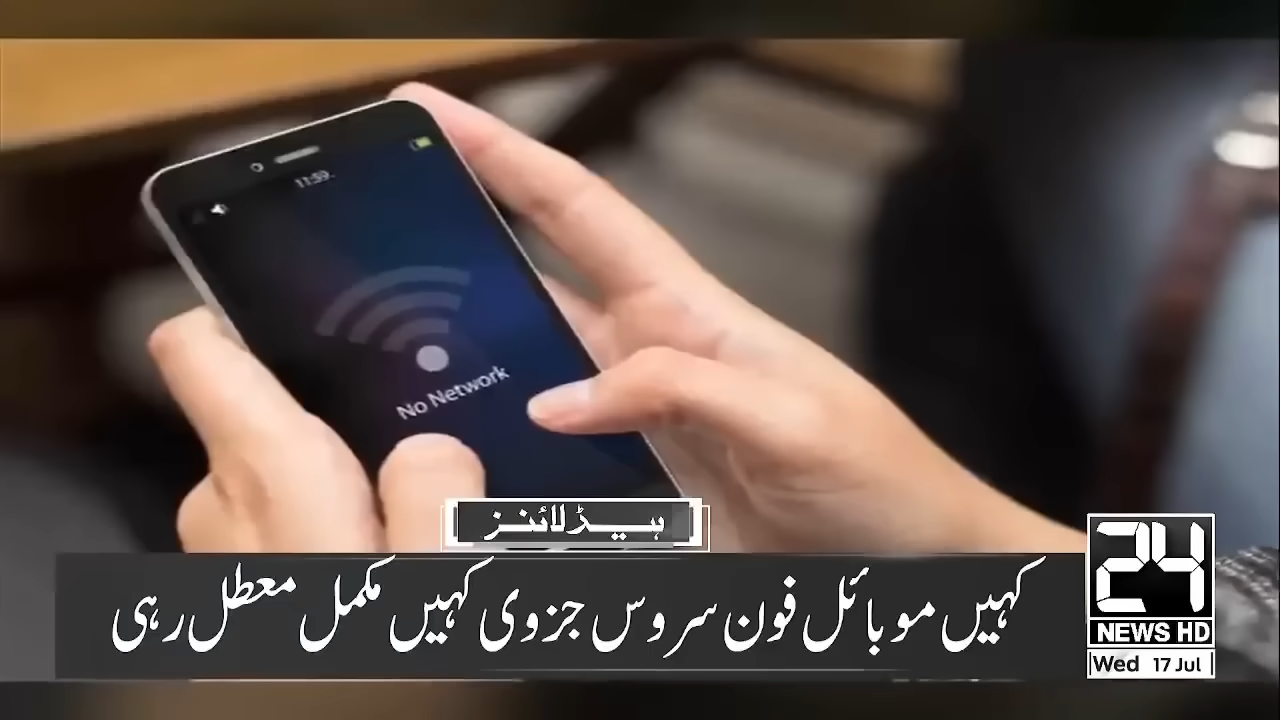 11:59
No Network
ہیڈلائنز
کہیں موبائل فون سروس جزوی کہیں مکمل معطل رہی
24
NEWS HD
Wed 17 Jul